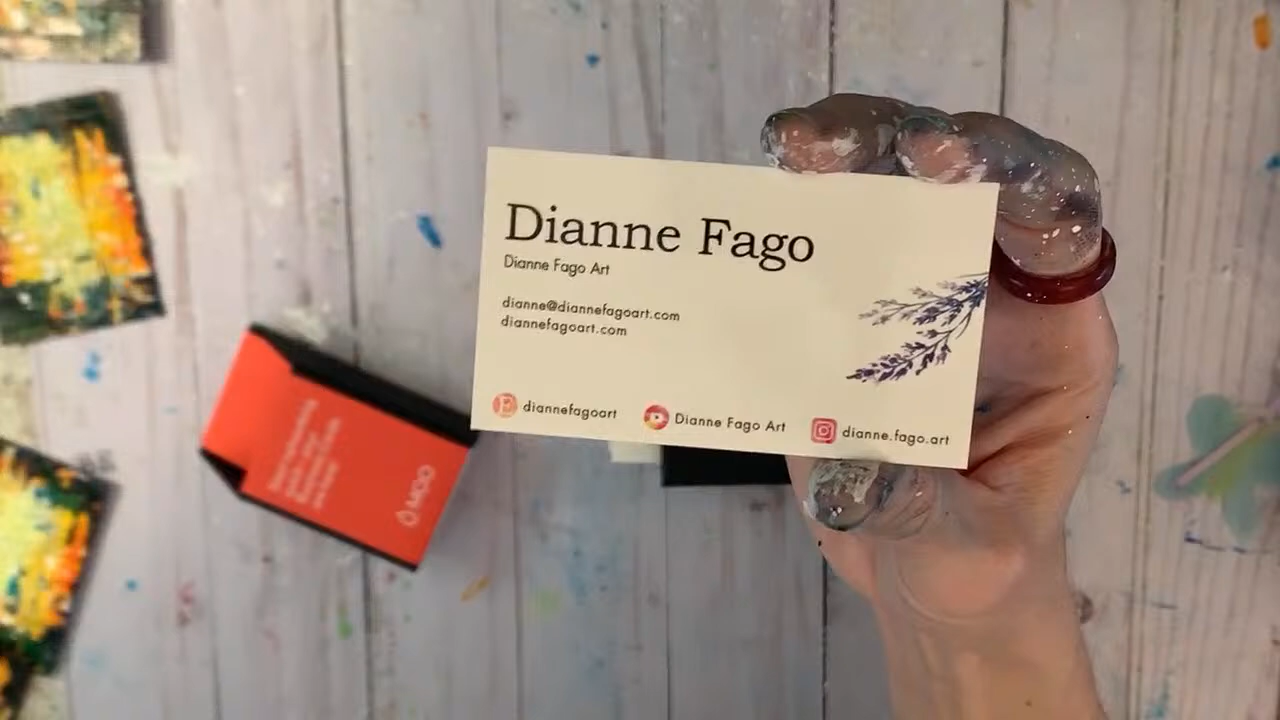 Dianne Fago
Dianne Fago Art
dianne@diannefagoart.com
diannefagoart.com
E diannefagoart
Dianne Fago Art
dianne.fago.art
MOO